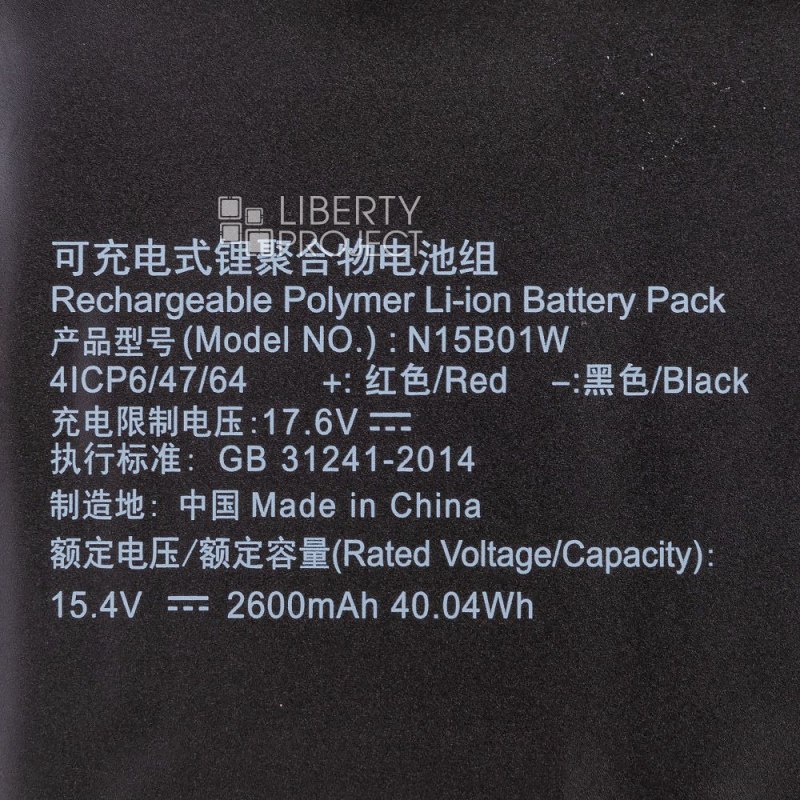 LIBERTY
PROJECT
可充电式锂聚合物电池组
Rechargeable Polymer Li-ion Battery Pack
产品型号(Model NO.) : N15B01W
4ICP6/47/64 +: 红色/Red -:黑色/Black
充电限制电压:17.6V ⎓
执行标准: GB 31241-2014
制造地: 中国 Made in China
额定电压/额定容量(Rated Voltage/Capacity):
15.4V ⎓ 2600mAh 40.04Wh